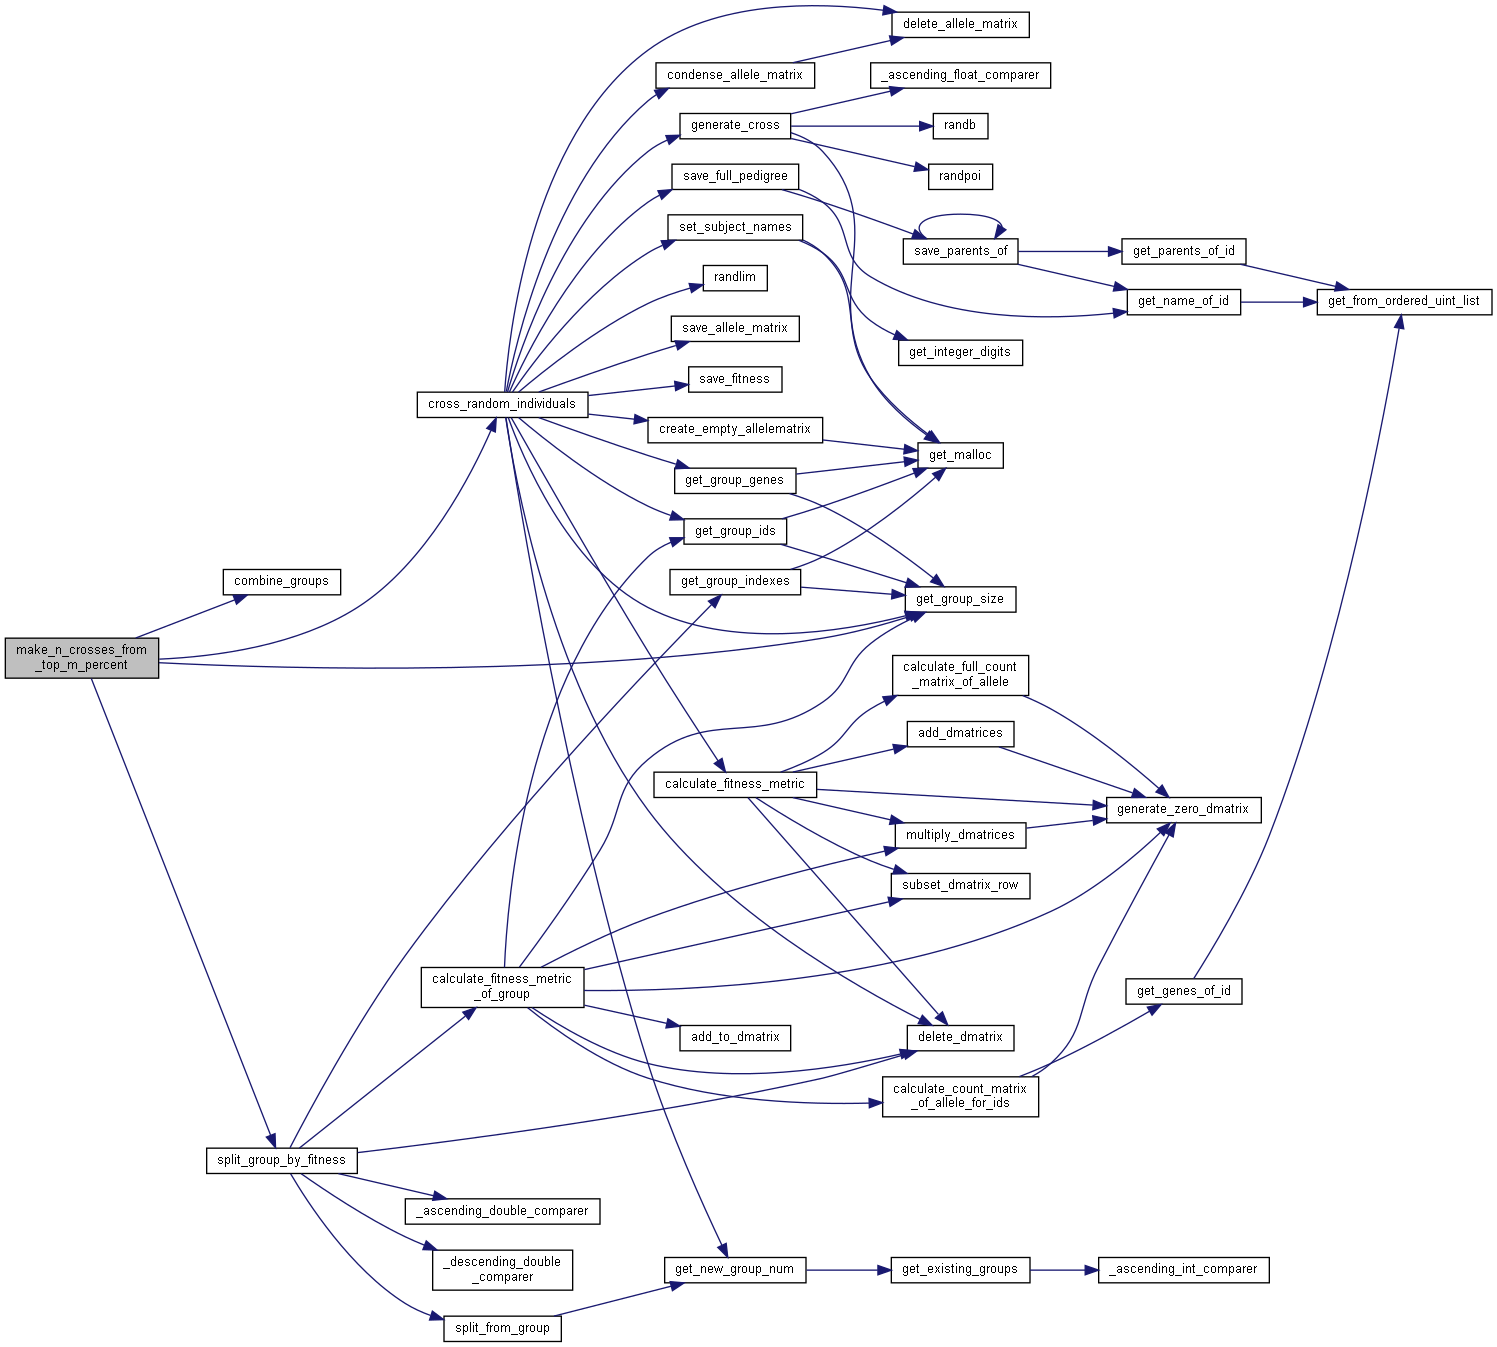 delete_allele_matrix
condense_allele_matrix
_ascending_float_comparer
generate_cross
randb
save_full_pedigree
randpoi
set_subject_names
save_parents_of
get_parents_of_id
randlim
get_name_of_id
get_from_ordered_uint_list
save_allele_matrix
get_integer_digits
save_fitness
cross_random_individuals
create_empty_allelematrix
get_malloc
get_group_genes
get_group_ids
combine_groups
get_group_indexes
get_group_size
make_n_crosses_from
_top_m_percent
calculate_full_count
_matrix_of_allele
add_dmatrices
calculate_fitness_metric
generate_zero_dmatrix
multiply_dmatrices
subset_dmatrix_row
calculate_fitness_metric
_of_group
get_genes_of_id
add_to_dmatrix
delete_dmatrix
calculate_count_matrix
_of_allele_for_ids
split_group_by_fitness
_ascending_double_comparer
_descending_double
_comparer
get_new_group_num
get_existing_groups
_ascending_int_comparer
split_from_group